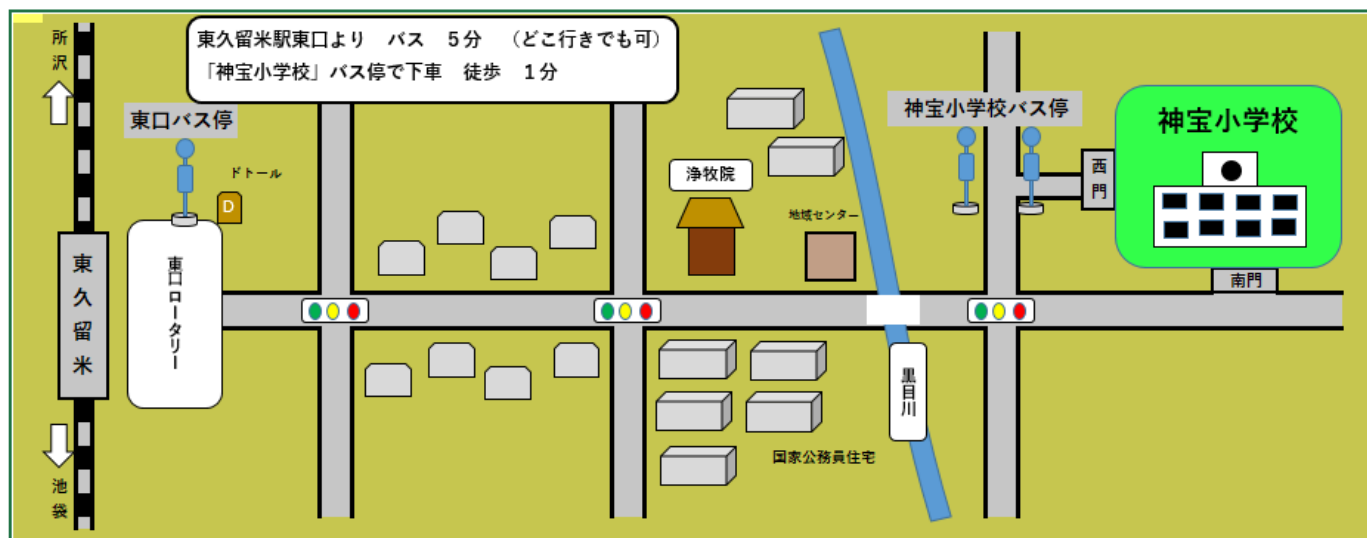 所沢
東久留米駅東口より　バス　５分　（どこ行きでも可）
「神宝小学校」バス停で下車　徒歩　１分
東口バス停
神宝小学校バス停
神宝小学校
ドトール
D
浄牧院
西門
地域センター
東久留米
東口ロータリー
南門
黒目川
国家公務員住宅
池袋